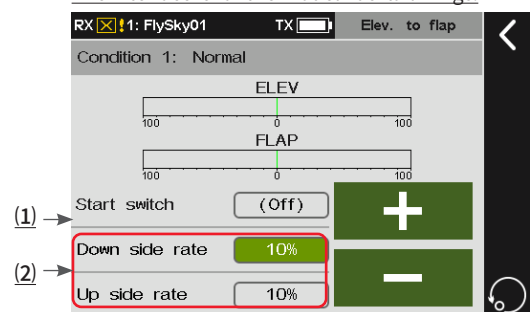 RX !1: FlySky01 TX Elev. to flap
Condition 1: Normal
ELEV
100 0 100
FLAP
100 0 100
Start switch (Off)
(1)
Down side rate 10%
(2)
Up side rate 10%